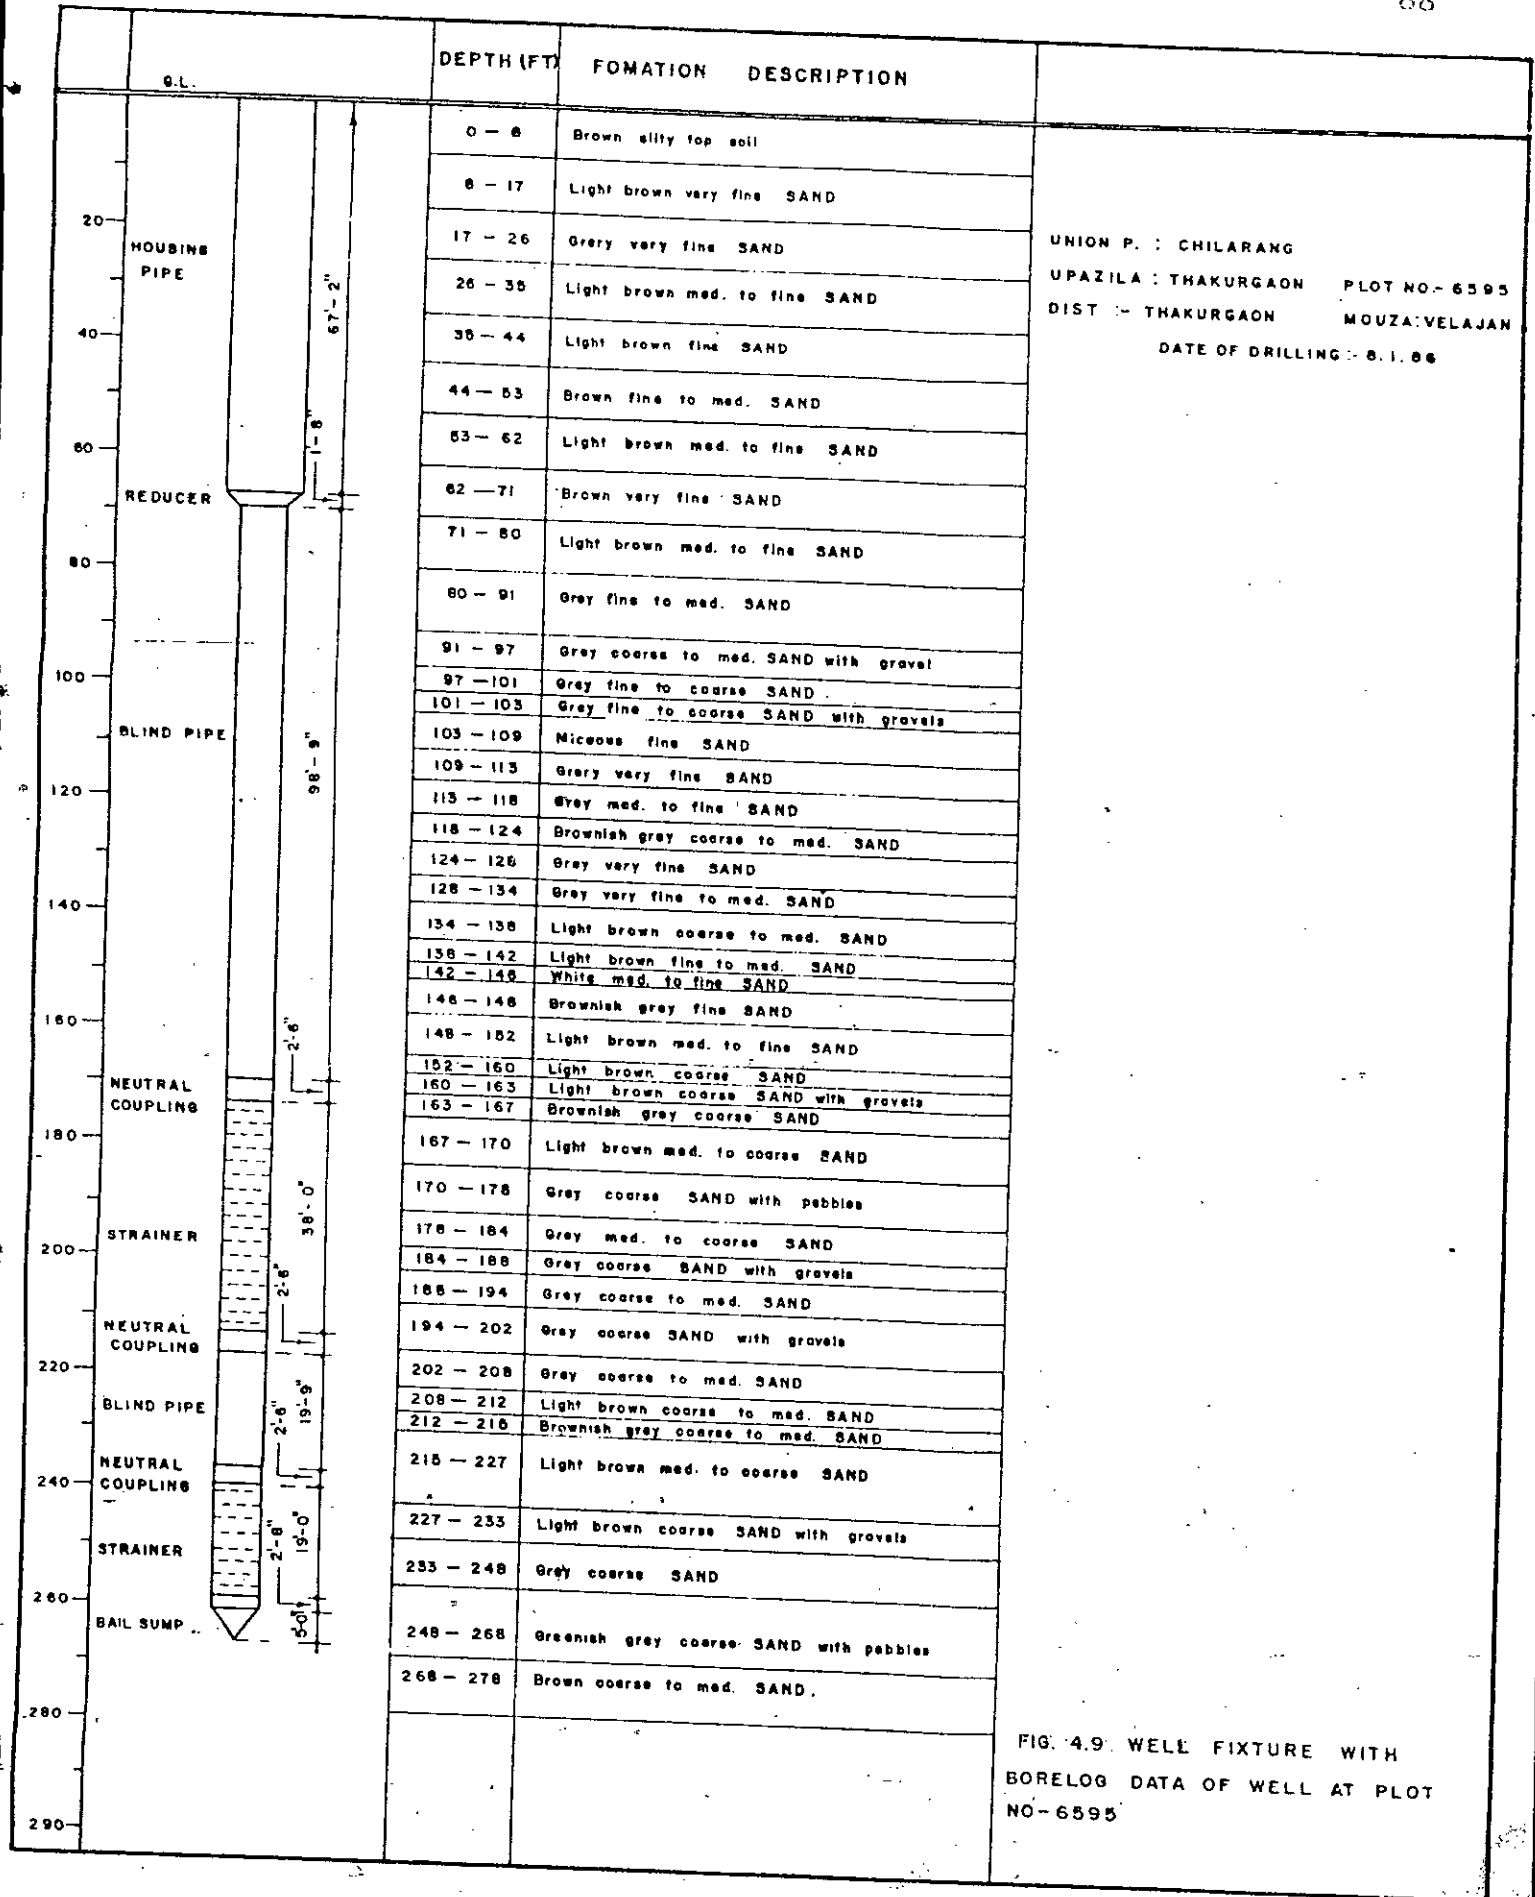 88
G.L.
DEPTH (FT) FOMATION DESCRIPTION
0 — 8 Brown silty top soil
8 — 17 Light brown very fine SAND
17 — 26 Grery very fine SAND
26 — 35 Light brown med. to fine SAND
35 — 44 Light brown fine SAND
44 — 53 Brown fine to med. SAND
53 — 62 Light brown med. to fine SAND
62 — 71 Brown very fine SAND
71 — 80 Light brown med. to fine SAND
80 — 91 Grey fine to med. SAND
91 — 97 Grey coarse to med. SAND with gravel
97 — 101 Grey fine to coarse SAND.
101 — 103 Grey fine to coarse SAND with gravels
103 — 109 Miceous fine SAND
109 — 113 Grery very fine SAND
113 — 118 Grey med. to fine SAND
118 — 124 Brownish grey coarse to med. SAND
124 — 128 Grey very fine SAND
128 — 134 Grey very fine to med. SAND
134 — 138 Light brown coarse to med. SAND
138 — 142 Light brown fine to med. SAND
142 — 146 White med. to fine SAND
146 — 148 Brownish grey fine SAND
148 — 152 Light brown med. to fine SAND
152 — 160 Light brown coarse SAND
160 — 163 Light brown coarse SAND with gravels
163 — 167 Brownish grey coarse SAND
167 — 170 Light brown med. to coarse SAND
170 — 178 Grey coarse SAND with pebbles
178 — 184 Grey med. to coarse SAND
184 — 188 Grey coarse SAND with gravels
188 — 194 Grey coarse to med. SAND
194 — 202 Grey coarse SAND with gravels
202 — 208 Grey coarse to med. SAND
208 — 212 Light brown coarse to med. SAND
212 — 215 Brownish grey coarse to med. SAND
215 — 227 Light brown med. to coarse SAND
227 — 233 Light brown coarse SAND with gravels
233 — 248 Grey coarse SAND
248 — 268 Greenish grey coarse SAND with pebbles
268 — 278 Brown coarse to med. SAND.
20
40
60
80
100
120
140
160
180
200
220
240
260
280
290
HOUSING
PIPE
REDUCER
BLIND PIPE
NEUTRAL
COUPLING
STRAINER
NEUTRAL
COUPLING
BLIND PIPE
NEUTRAL
COUPLING
STRAINER
BAIL SUMP
67'-2"
1'-8"
98'-9"
2'-6"
38'-0"
2'-6"
19'-9"
2'-6"
19'-0"
2'-8"
5'-0"
UNION P. : CHILARANG
UPAZILA : THAKURGAON PLOT NO.- 6595
DIST :- THAKURGAON MOUZA: VELAJAN
DATE OF DRILLING :- 8.1.86
FIG. 4.9. WELL FIXTURE WITH
BORELOG DATA OF WELL AT PLOT
NO-6595